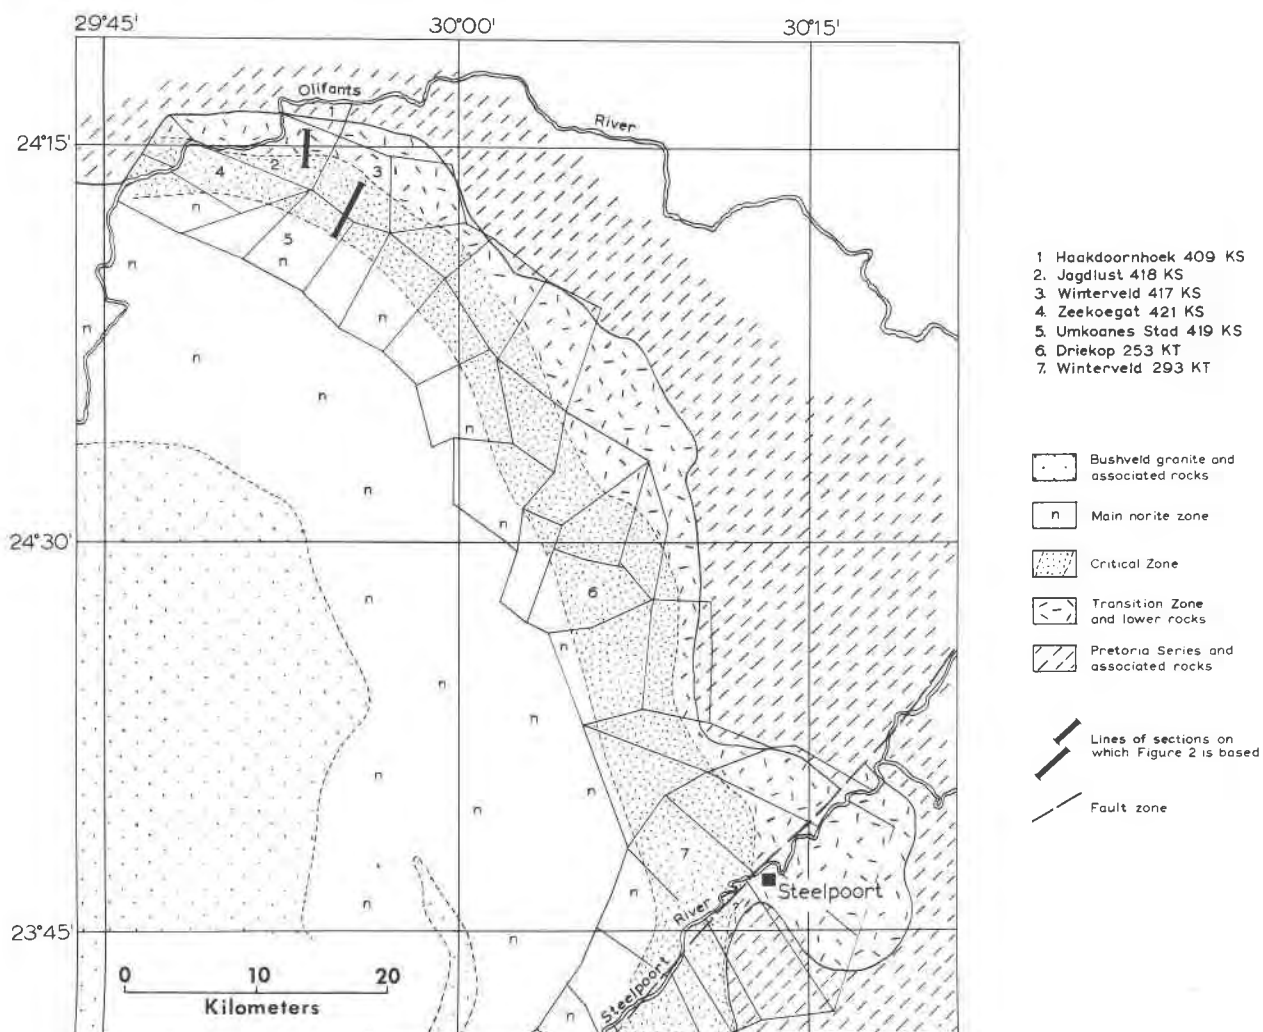 29°45'
30°00'
30°15'
Olifants
River
24°15'
1
2
3
4
n
5
n
n
n
n
n
n
n
n
24°30'
n
6
n
n
n
n
n
n
n
7
n
n
Steelpoort
River
n
23°45'
Steelpoort
n
0 10 20
Kilometers
1 Haakdoornhoek 409 KS
2. Jagdlust 418 KS
3. Winterveld 417 KS
4. Zeekoegat 421 KS
5. Umkoanes Stad 419 KS
6. Driekop 253 KT
7. Winterveld 293 KT
Bushveld granite and
associated rocks
n Main norite zone
Critical Zone
Transition Zone
and lower rocks
Pretoria Series and
associated rocks
Lines of sections on
which Figure 2 is based
Fault zone